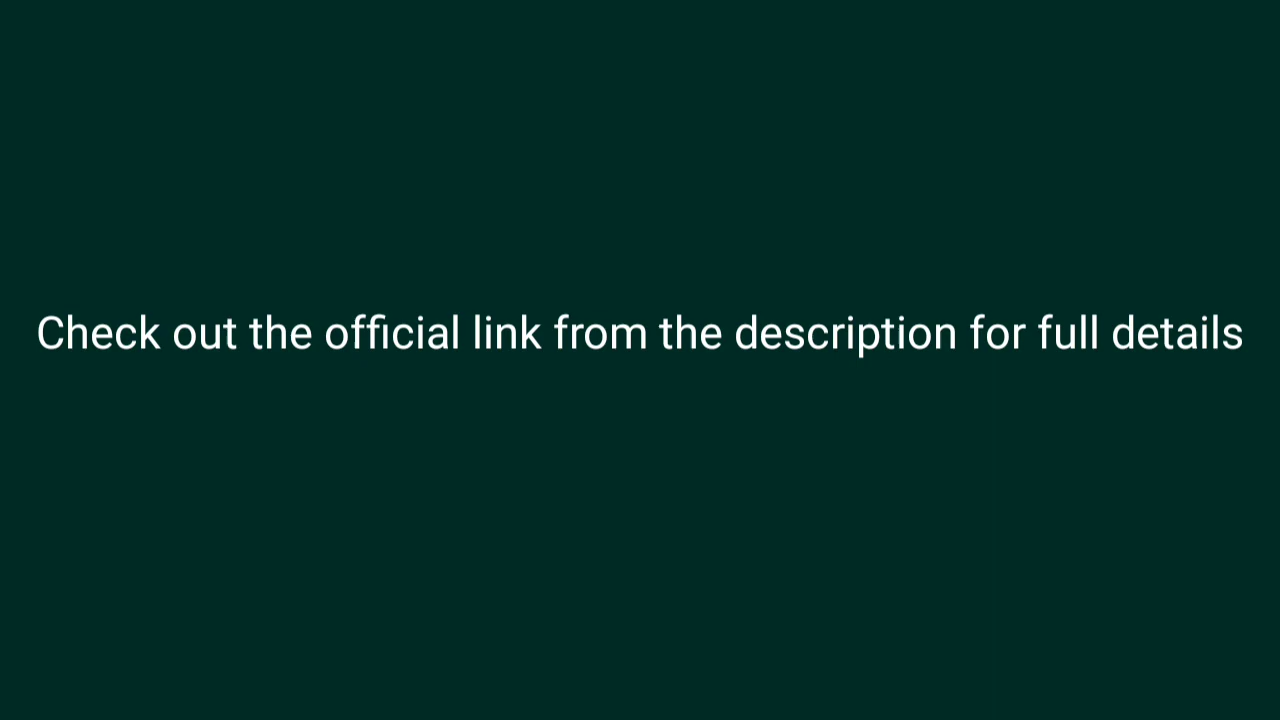 Check out the official link from the description for full details